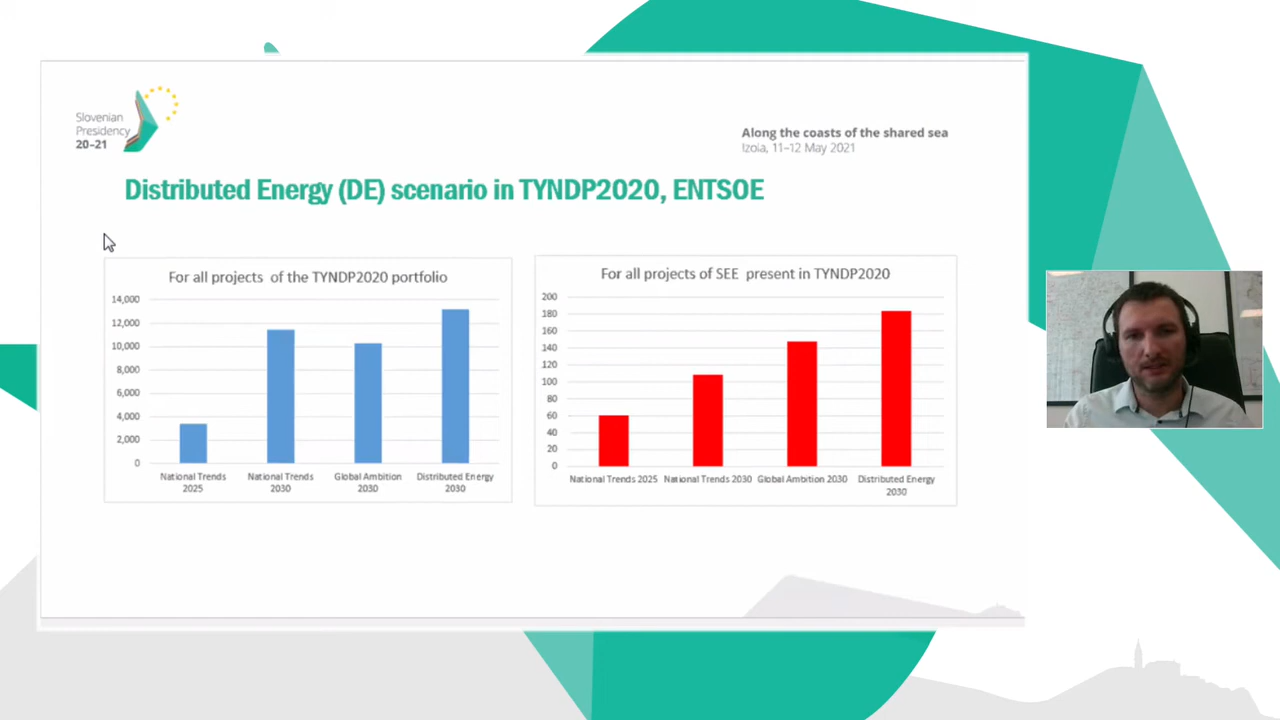 Slovenian
Presidency
20–21
Along the coasts of the shared sea
Izola, 11–12 May 2021
Distributed Energy (DE) scenario in TYNDP2020, ENTSOE
For all projects of the TYNDP2020 portfolio
14,000
12,000
10,000
8,000
6,000
4,000
2,000
0
National Trends 2025
National Trends 2030
Global Ambition 2030
Distributed Energy 2030
For all projects of SEE present in TYNDP2020
200
180
160
140
120
100
80
60
40
20
0
National Trends 2025
National Trends 2030
Global Ambition 2030
Distributed Energy 2030